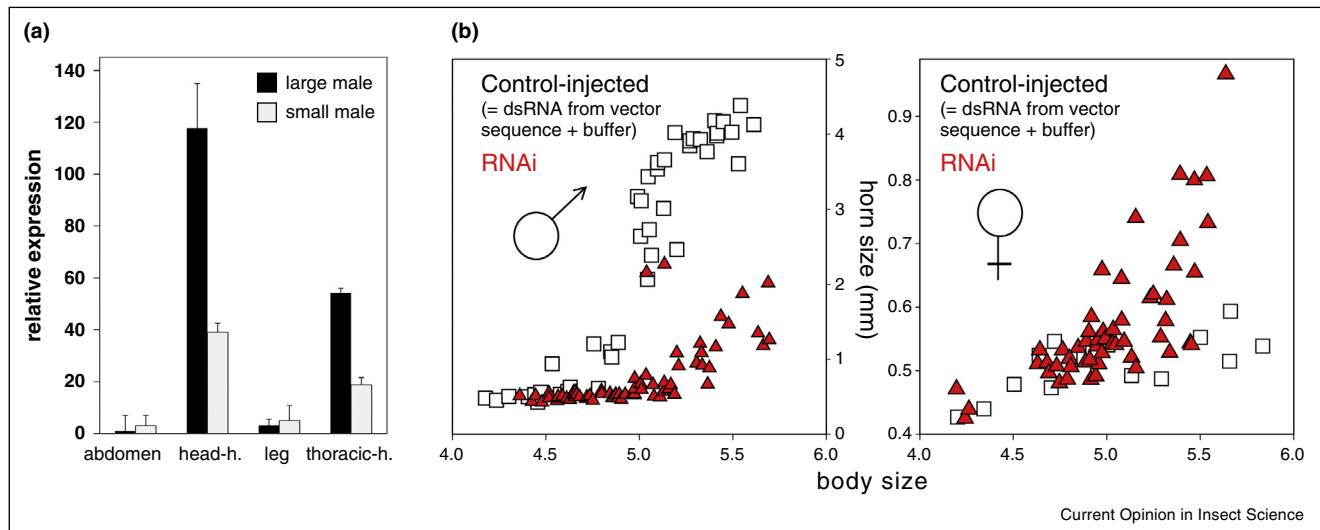 (a)
140
120
100
80
60
40
20
0
relative expression
large male
small male
abdomen head-h. leg thoracic-h.
(b)
Control-injected
(= dsRNA from vector
sequence + buffer)
RNAi
5
4
3
2
1
0
horn size (mm)
4.0 4.5 5.0 5.5 6.0
Control-injected
(= dsRNA from vector
sequence + buffer)
RNAi
0.9
0.8
0.7
0.6
0.5
0.4
4.0 4.5 5.0 5.5 6.0
body size
Current Opinion in Insect Science